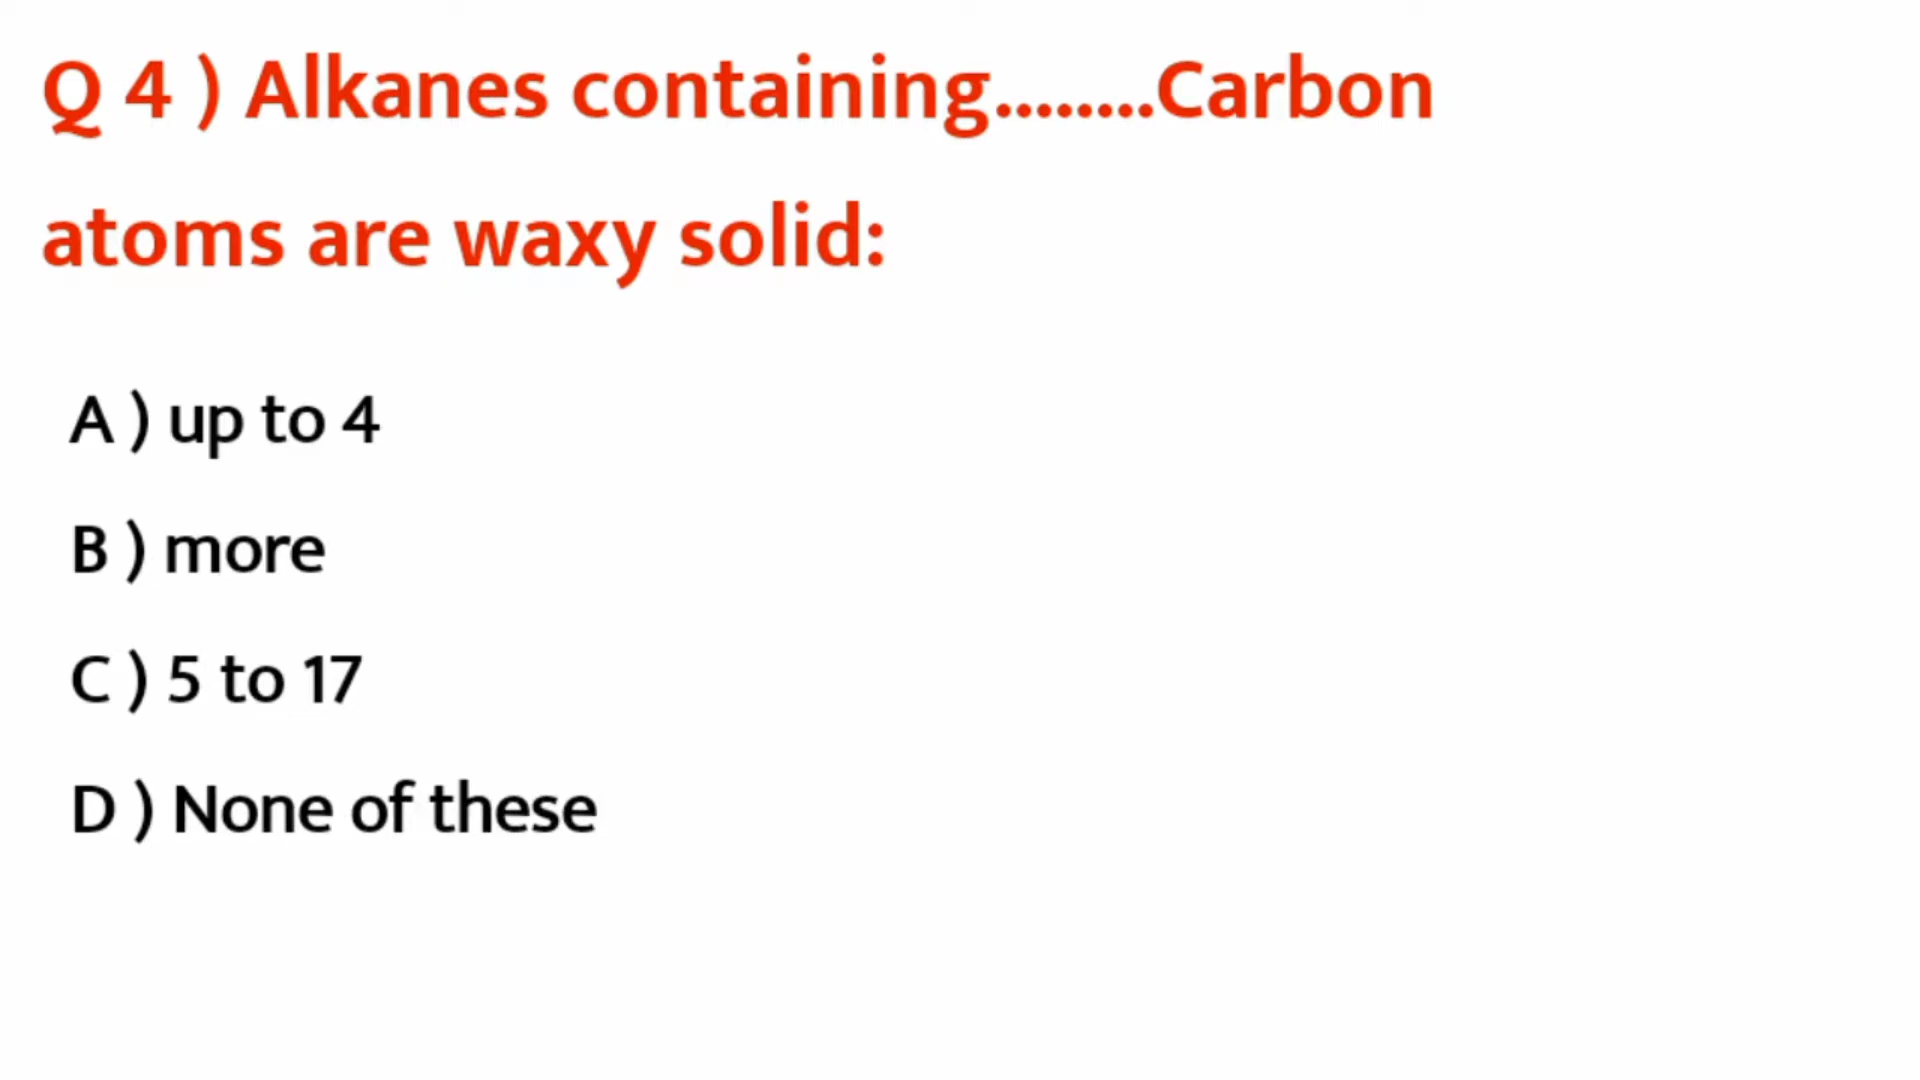 Q 4 ) Alkanes containing........Carbon
atoms are waxy solid:
A ) up to 4
B ) more
C ) 5 to 17
D ) None of these